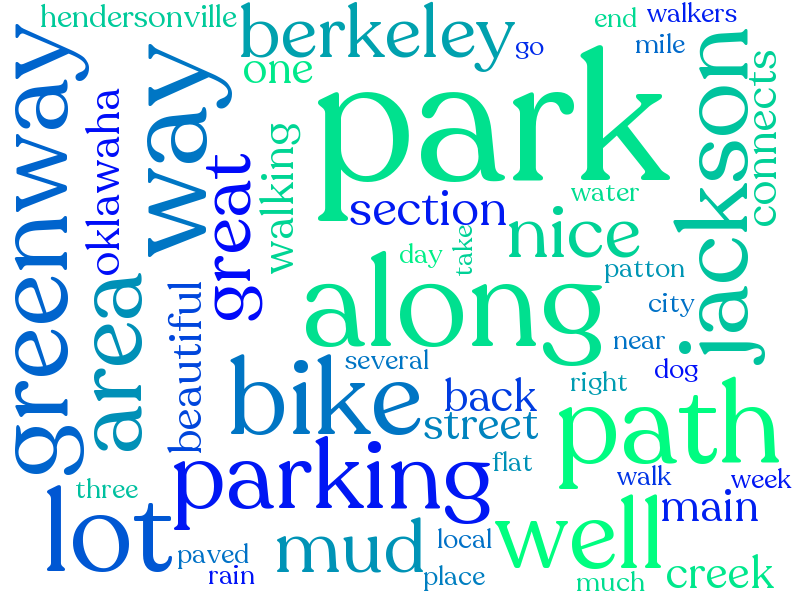 hendersonville
berkeley
go
end
walkers
mile
one
park
greenway
way
oklawaha
great
walking
section
water
nice
jackson
connects
day
take
along
patton
city
near
area
beautiful
several
bike
back
street
right
dog
path
parking
flat
three
lot
walk
week
main
well
mud
local
paved
rain
place
much
creek